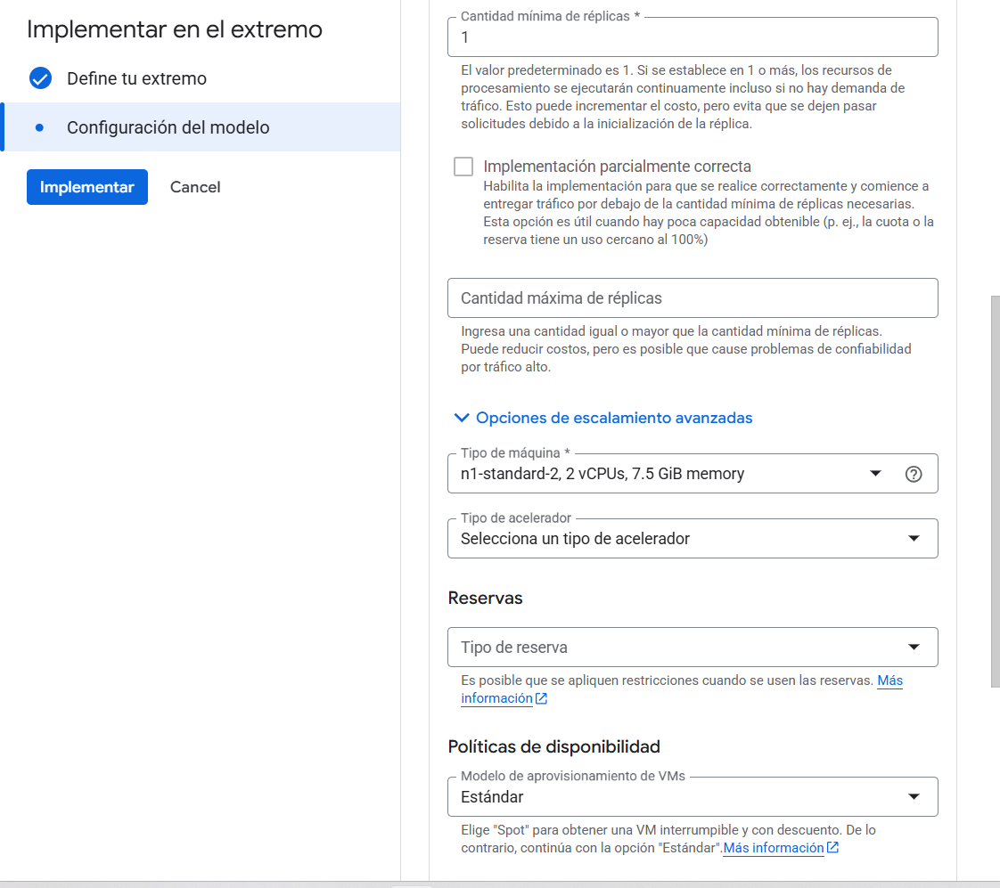 Implementar en el extremo
Define tu extremo
Configuración del modelo
Implementar
Cancel
Cantidad mínima de réplicas *
1
El valor predeterminado es 1. Si se establece en 1 o más, los recursos de
procesamiento se ejecutarán continuamente incluso si no hay demanda de
tráfico. Esto puede incrementar el costo, pero evita que se dejen pasar
solicitudes debido a la inicialización de la réplica.
Implementación parcialmente correcta
Habilita la implementación para que se realice correctamente y comience a
entregar tráfico por debajo de la cantidad mínima de réplicas necesarias.
Esta opción es útil cuando hay poca capacidad obtenible (p. ej., la cuota o la
reserva tiene un uso cercano al 100%)
Cantidad máxima de réplicas
Ingresa una cantidad igual o mayor que la cantidad mínima de réplicas.
Puede reducir costos, pero es posible que cause problemas de confiabilidad
por tráfico alto.
Opciones de escalamiento avanzadas
Tipo de máquina *
n1-standard-2, 2 vCPUs, 7.5 GiB memory
Tipo de acelerador
Selecciona un tipo de acelerador
Reservas
Tipo de reserva
Es posible que se apliquen restricciones cuando se usen las reservas. Más
información
Políticas de disponibilidad
Modelo de aprovisionamiento de VMs
Estándar
Elige "Spot" para obtener una VM interrumpible y con descuento. De lo
contrario, continúa con la opción "Estándar".Más información